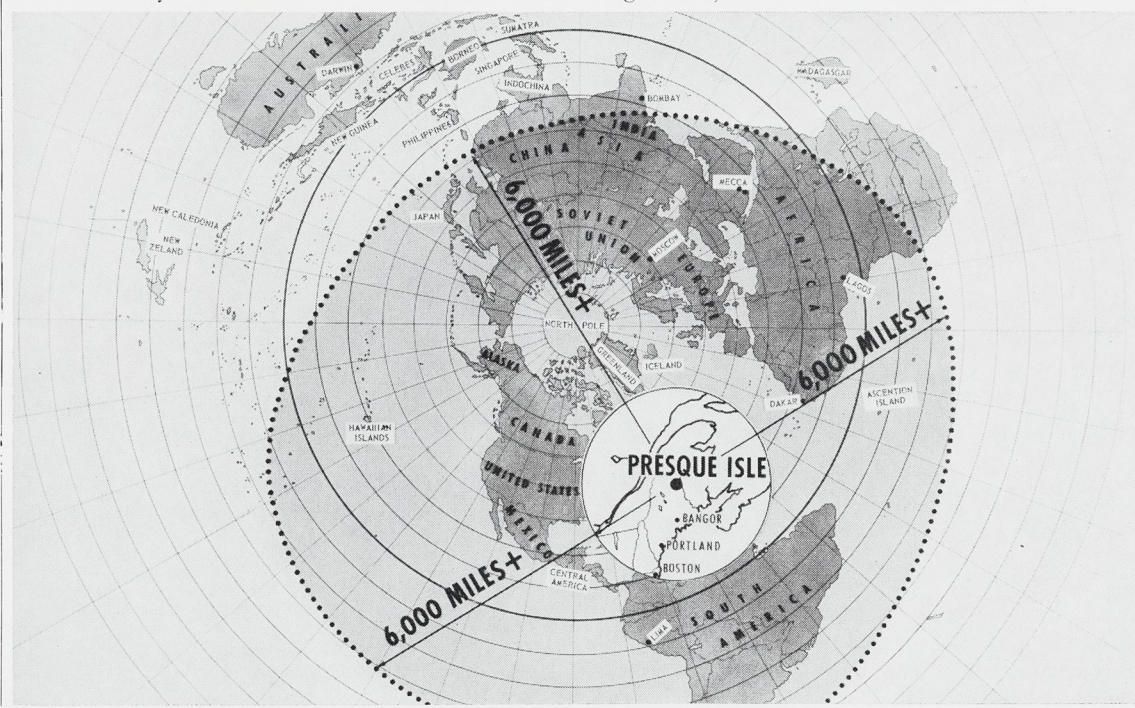 SUMATRA
AUSTRALI
DARWIN
CELEBES
BORNEO
SINGAPORE
INDOCHINA
MADAGASCAR
BOMBAY
NEW GUINEA
PHILIPPINES
INDIA
ASIA
CHINA
MECCA
6,000 MILES+
SOVIET
UNION
MOSCOW
EUROPE
AFRICA
JAPAN
NEW CALEDONIA
NEW
ZELAND
LAGOS
NORTH POLE
6,000 MILES+
ALASKA
GREENLAND
ICELAND
DAKAR
ASCENTION
ISLAND
HAWAIIAN
ISLANDS
CANADA
PRESQUE ISLE
UNITED STATES
BANGOR
MEXICO
PORTLAND
BOSTON
6,000 MILES+
CENTRAL
AMERICA
SOUTH
AMERICA
LIMA